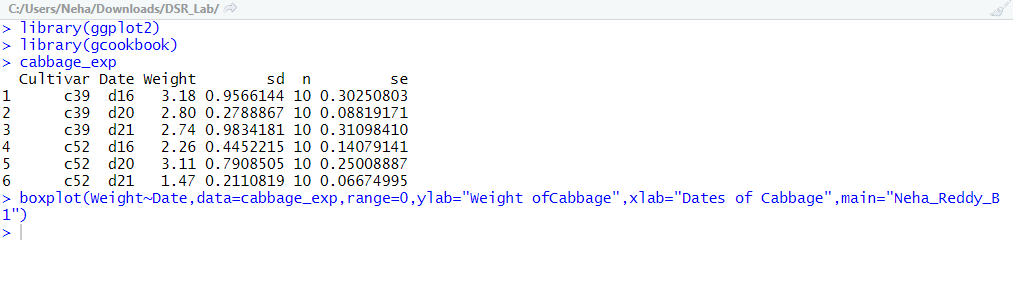 C:/Users/Neha/Downloads/DSR_Lab/
> library(ggplot2)
> library(gcookbook)
> cabbage_exp
  Cultivar Date Weight        sd  n         se
1      c39  d16   3.18 0.9566144 10 0.30250803
2      c39  d20   2.80 0.2788867 10 0.08819171
3      c39  d21   2.74 0.9834181 10 0.31098410
4      c52  d16   2.26 0.4452215 10 0.14079141
5      c52  d20   3.11 0.7908505 10 0.25008887
6      c52  d21   1.47 0.2110819 10 0.06674995
> boxplot(Weight~Date,data=cabbage_exp,range=0,ylab="Weight ofCabbage",xlab="Dates of Cabbage",main="Neha_Reddy_B
1")
>